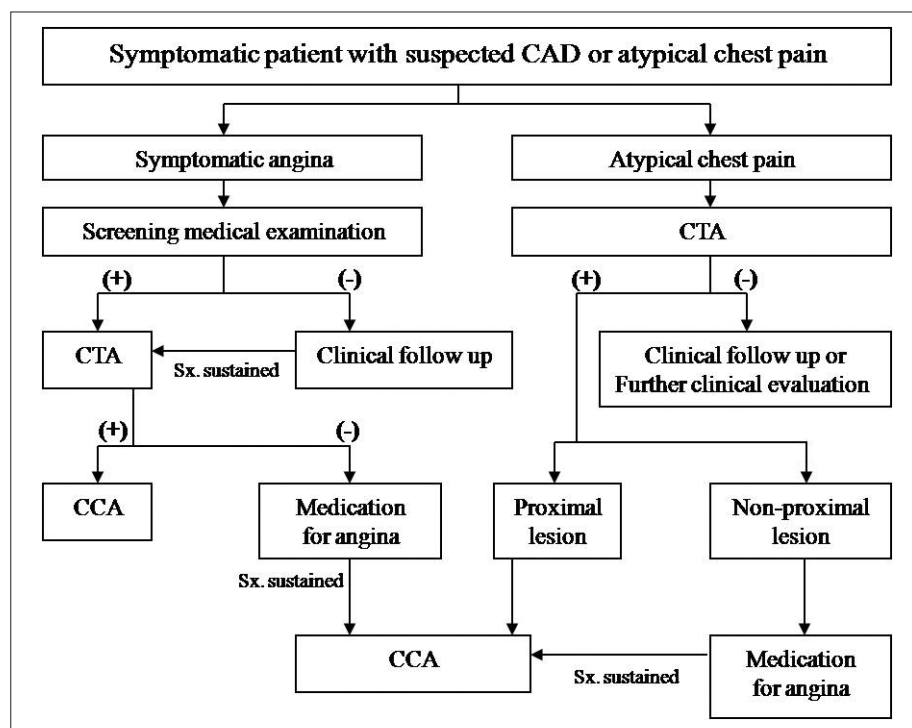 Symptomatic patient with suspected CAD or atypical chest pain
Symptomatic angina
Atypical chest pain
Screening medical examination
CTA
(+)
(-)
(+)
(-)
CTA
Sx. sustained
Clinical follow up
Clinical follow up or
Further clinical evaluation
(+)
(-)
CCA
Medication
for angina
Proximal
lesion
Non-proximal
lesion
Sx. sustained
CCA
Sx. sustained
Medication
for angina